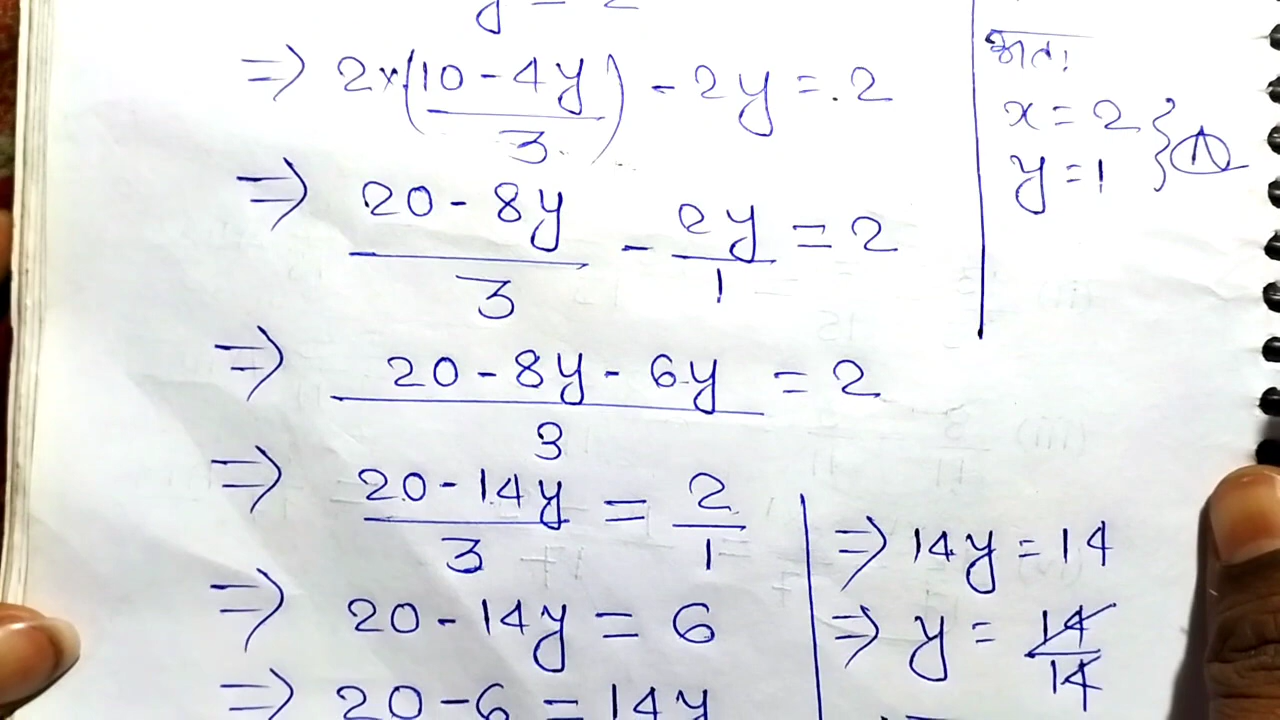 ⇒ 2×(10-4y/3) - 2y = 2
⇒ 20-8y/3 - 2y/1 = 2
⇒ 20-8y-6y/3 = 2
⇒ 20-14y/3 = 2/1
⇒ 20-14y = 6
⇒ 20-6 = 14y
⇒ 14y = 14
⇒ y = 14/14
अतः
x = 2
y = 1